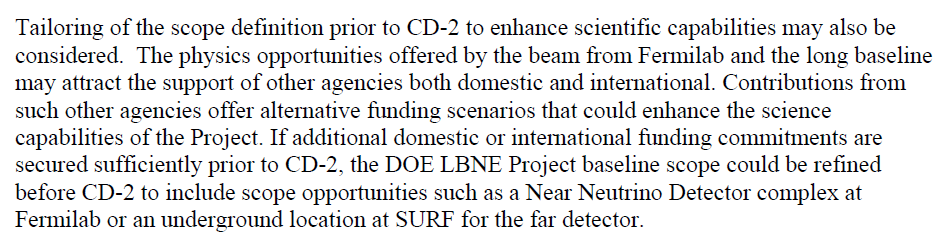 Tailoring of the scope definition prior to CD-2 to enhance scientific capabilities may also be
considered.  The physics opportunities offered by the beam from Fermilab and the long baseline
may attract the support of other agencies both domestic and international. Contributions from
such other agencies offer alternative funding scenarios that could enhance the science
capabilities of the Project. If additional domestic or international funding commitments are
secured sufficiently prior to CD-2, the DOE LBNE Project baseline scope could be refined
before CD-2 to include scope opportunities such as a Near Neutrino Detector complex at
Fermilab or an underground location at SURF for the far detector.